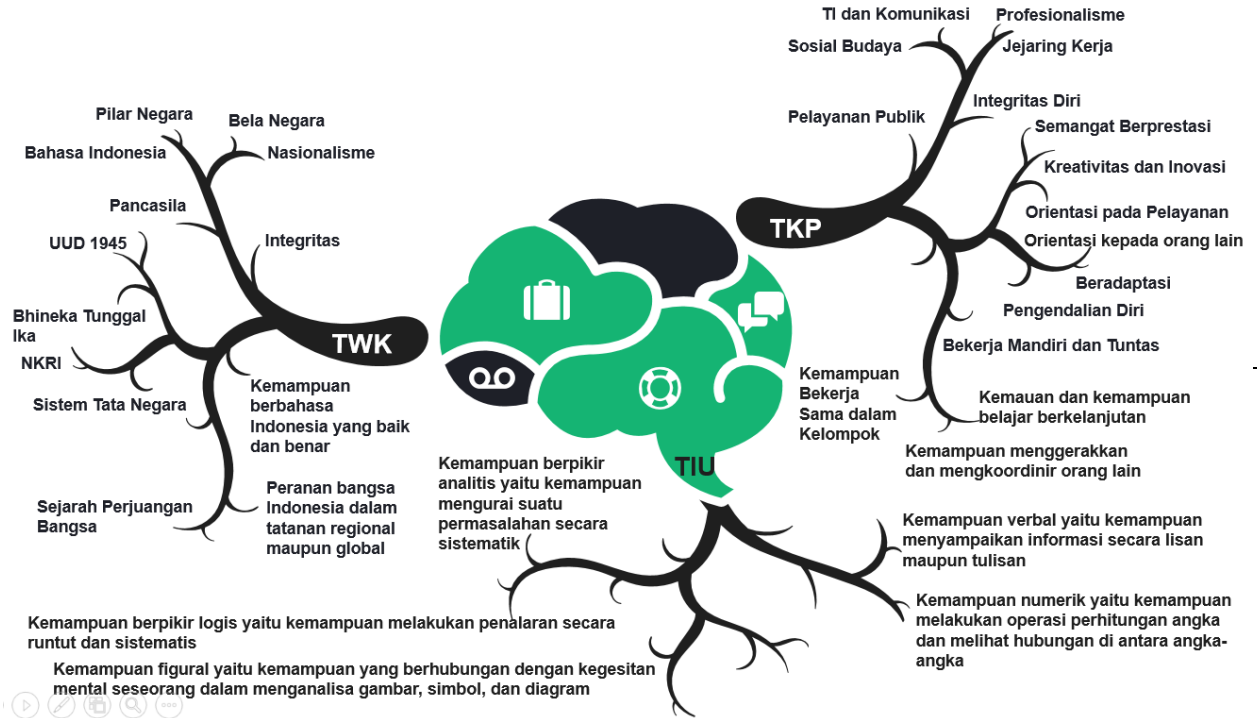 TI dan Komunikasi
Profesionalisme
Sosial Budaya
Jejaring Kerja
Pelayanan Publik
Integritas Diri
Semangat Berprestasi
Kreativitas dan Inovasi
Orientasi pada Pelayanan
Orientasi kepada orang lain
Beradaptasi
Pengendalian Diri
Bekerja Mandiri dan Tuntas
Kemampuan
Bekerja
Sama dalam
Kelompok
Kemauan dan kemampuan
belajar berkelanjutan
Kemampuan menggerakkan
dan mengkoordinir orang lain
TKP
Pilar Negara
Bela Negara
Bahasa Indonesia
Nasionalisme
Pancasila
UUD 1945
Integritas
Bhineka Tunggal
Ika
NKRI
TWK
Sistem Tata Negara
Kemampuan
berbahasa
Indonesia yang baik
dan benar
Sejarah Perjuangan
Bangsa
Peranan bangsa
Indonesia dalam
tatanan regional
maupun global
TIU
Kemampuan berpikir
analitis yaitu kemampuan
mengurai suatu
permasalahan secara
sistematik
Kemampuan verbal yaitu kemampuan
menyampaikan informasi secara lisan
maupun tulisan
Kemampuan numerik yaitu kemampuan
melakukan operasi perhitungan angka
dan melihat hubungan di antara angka-
angka
Kemampuan berpikir logis yaitu kemampuan melakukan penalaran secara
runtut dan sistematis
Kemampuan figural yaitu kemampuan yang berhubungan dengan kegesitan
mental seseorang dalam menganalisa gambar, simbol, dan diagram